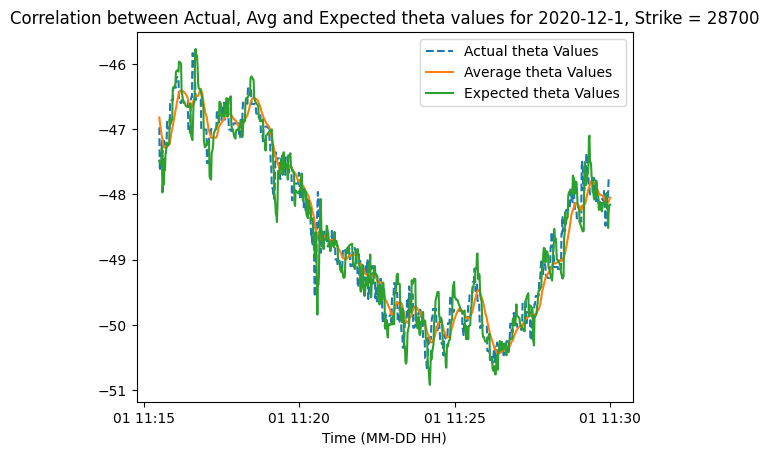 Correlation between Actual, Avg and Expected theta values for 2020-12-1, Strike = 28700
Actual theta Values
Average theta Values
Expected theta Values
−46
−47
−48
−49
−50
−51
01 11:15 01 11:20 01 11:25 01 11:30
Time (MM-DD HH)